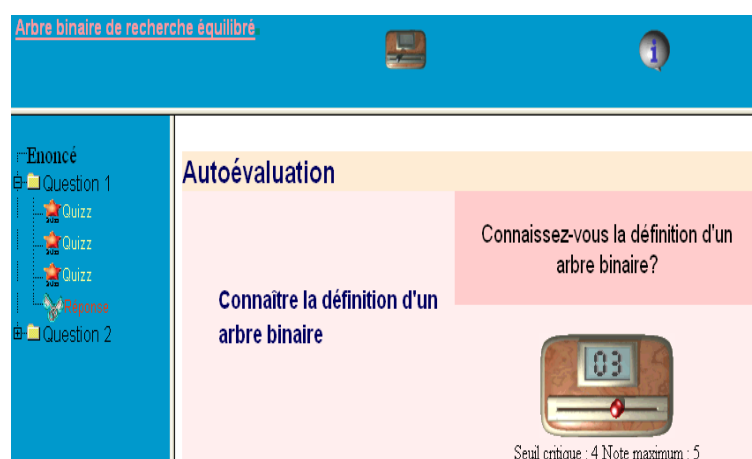 Arbre binaire de recherche équilibré
i
Enoncé
Question 1
Quizz
Quizz
Quizz
Réponse
Question 2
Autoévaluation
Connaître la définition d'un
arbre binaire
Connaissez-vous la définition d'un
arbre binaire?
03
Seuil critique : 4 Note maximum : 5